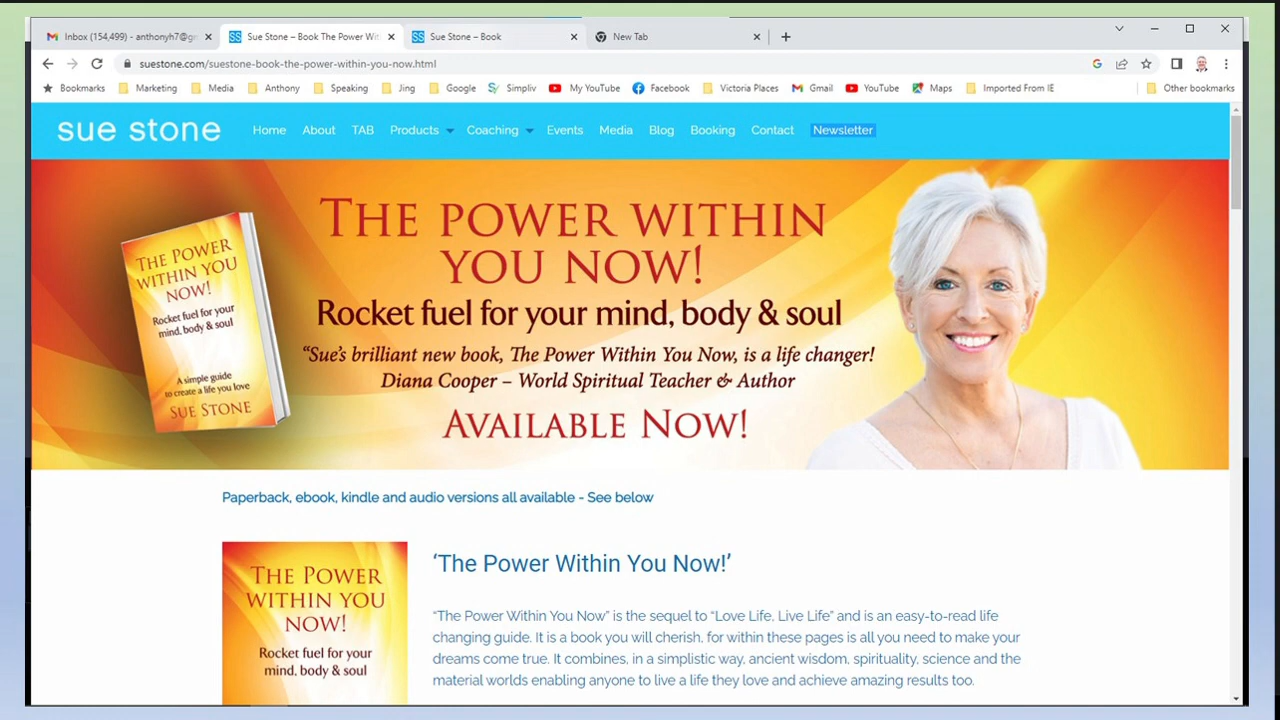 Inbox (154,499) - anthonyh7@g
Sue Stone – Book The Power Wit
Sue Stone – Book
New Tab
suestone.com/suestone-book-the-power-within-you-now.html
Bookmarks
Marketing
Media
Anthony
Speaking
Jing
Google
Simpliv
My YouTube
Facebook
Victoria Places
Gmail
YouTube
Maps
Imported From IE
Other bookmarks
sue stone
Home
About
TAB
Products
Coaching
Events
Media
Blog
Booking
Contact
Newsletter
THE POWER
WITHIN YOU
NOW!
Rocket fuel for your
mind, body & soul
A simple guide
to create a life you love
SUE STONE
THE POWER WITHIN
YOU NOW!
Rocket fuel for your mind, body & soul
“Sue’s brilliant new book, The Power Within You Now, is a life changer!
Diana Cooper – World Spiritual Teacher & Author
AVAILABLE NOW!
Paperback, ebook, kindle and audio versions all available - See below
THE POWER
WITHIN YOU
NOW!
Rocket fuel for your
mind, body & soul
‘The Power Within You Now!’
“The Power Within You Now” is the sequel to “Love Life, Live Life” and is an easy-to-read life
changing guide. It is a book you will cherish, for within these pages is all you need to make your
dreams come true. It combines, in a simplistic way, ancient wisdom, spirituality, science and the
material worlds enabling anyone to live a life they love and achieve amazing results too.